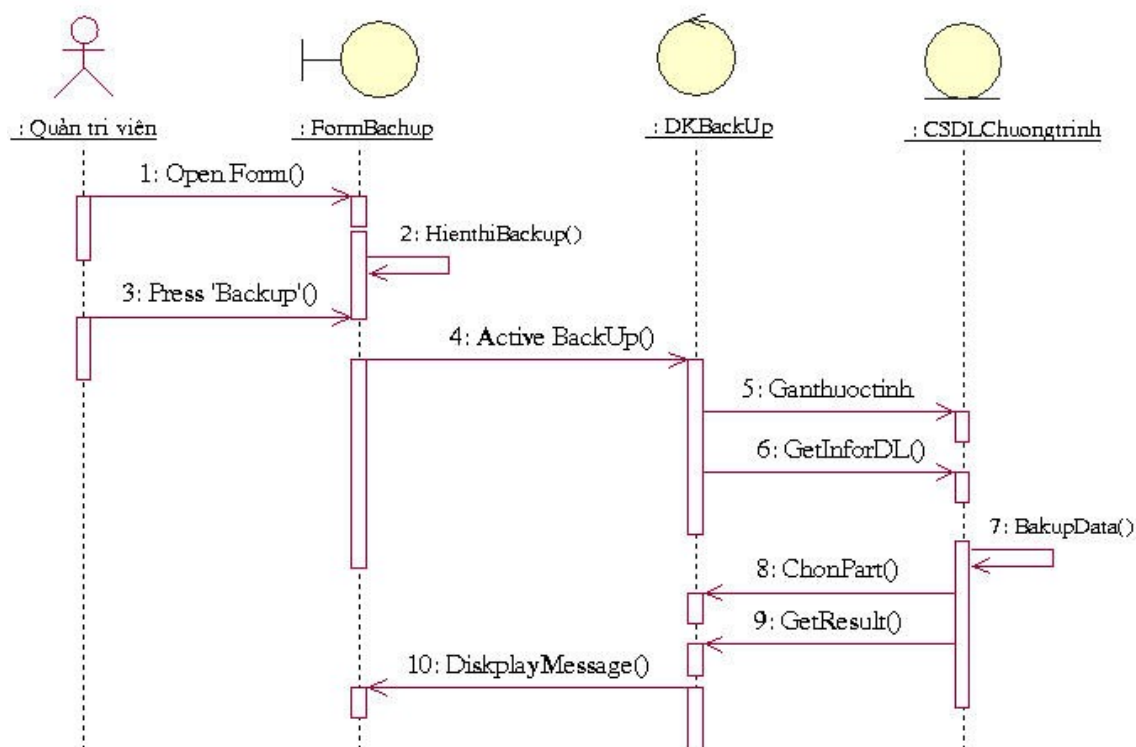 : Quản tri viên
: FormBachup
: DKBackUp
: CSDLChuongtrinh
1: Open Form()
2: HienthiBackup()
3: Press 'Backup'()
4: Active BackUp()
5: Ganthuoctinh
6: GetInforDL()
7: BakupData()
8: ChonPart()
9: GetResult()
10: DiskplayMessage()